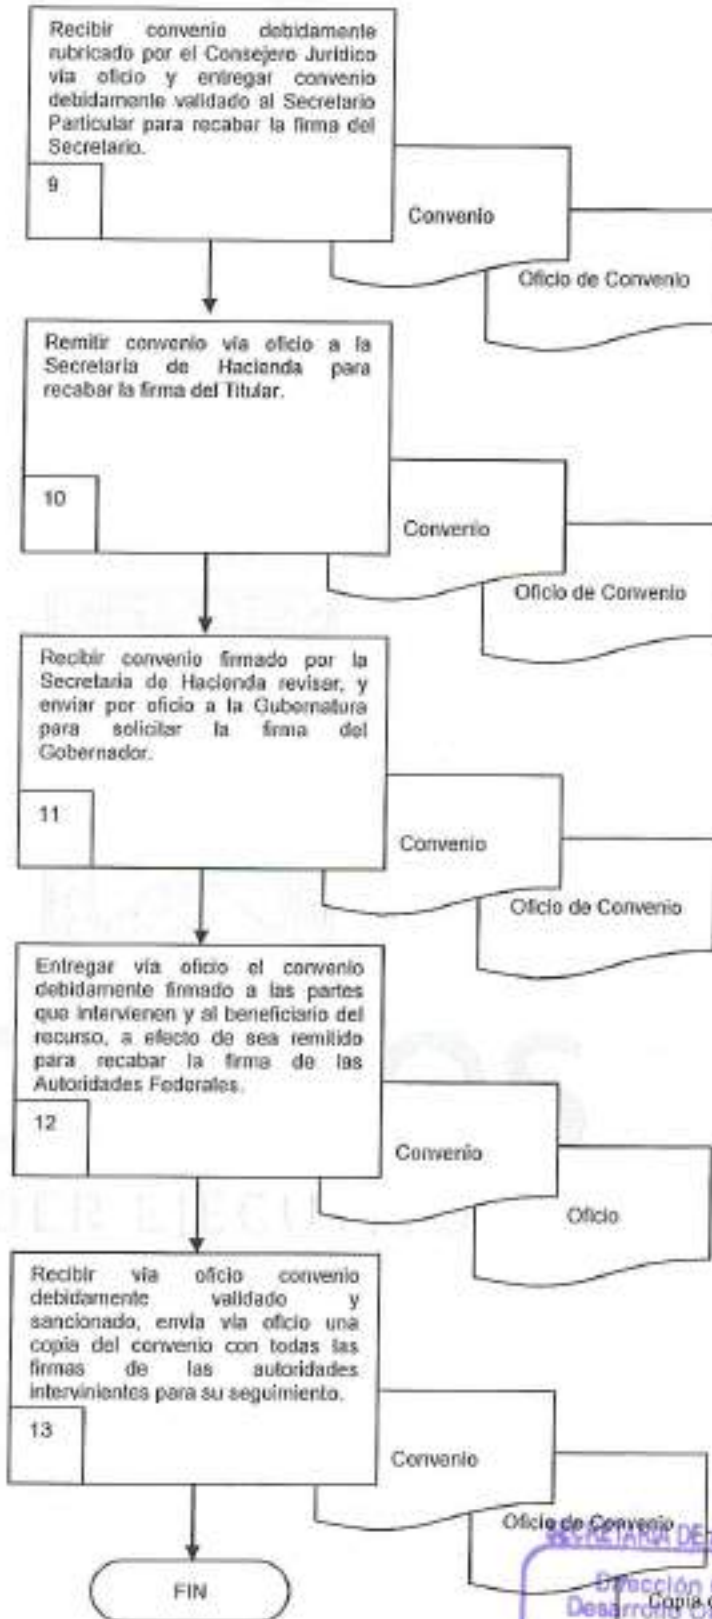 Recibir convenio debidamente
rubricado por el Consejero Jurídico
vía oficio y entregar convenio
debidamente validado al Secretario
Particular para recabar la firma del
Secretario.
9
Convenio
Oficio de Convenio
Remitir convenio vía oficio a la
Secretaría de Hacienda para
recabar la firma del Titular.
10
Convenio
Oficio de Convenio
Recibir convenio firmado por la
Secretaría de Hacienda revisar, y
enviar por oficio a la Gubernatura
para solicitar la firma del
Gobernador.
11
Convenio
Oficio de Convenio
Entregar vía oficio el convenio
debidamente firmado a las partes
que intervienen y al beneficiario del
recurso, a efecto de sea remitido
para recabar la firma de las
Autoridades Federales.
12
Convenio
Oficio
Recibir vía oficio convenio
debidamente validado y
sancionado, envía vía oficio una
copia del convenio con todas las
firmas de las autoridades
intervinientes para su seguimiento.
13
Convenio
Oficio de Convenio
SECRETARIA DE
Dirección
Desarrollo
Copia
FIN